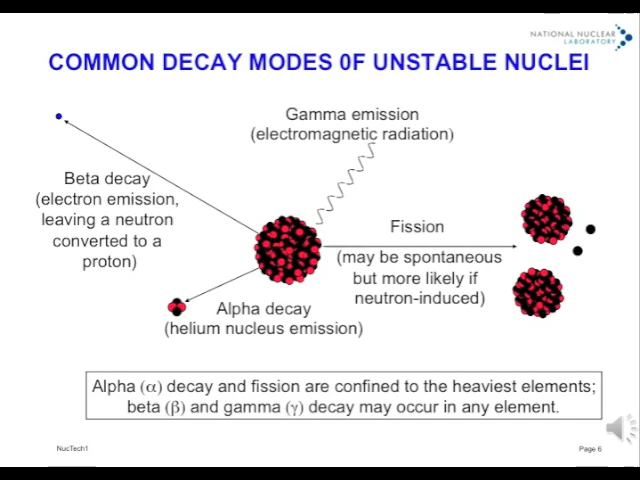 NATIONAL NUCLEAR
LABORATORY
COMMON DECAY MODES 0F UNSTABLE NUCLEI
Gamma emission
(electromagnetic radiation)
Beta decay
(electron emission,
leaving a neutron
converted to a
proton)
Fission
(may be spontaneous
but more likely if
neutron-induced)
Alpha decay
(helium nucleus emission)
Alpha (α) decay and fission are confined to the heaviest elements;
beta (β) and gamma (γ) decay may occur in any element.
NucTech1
Page 6